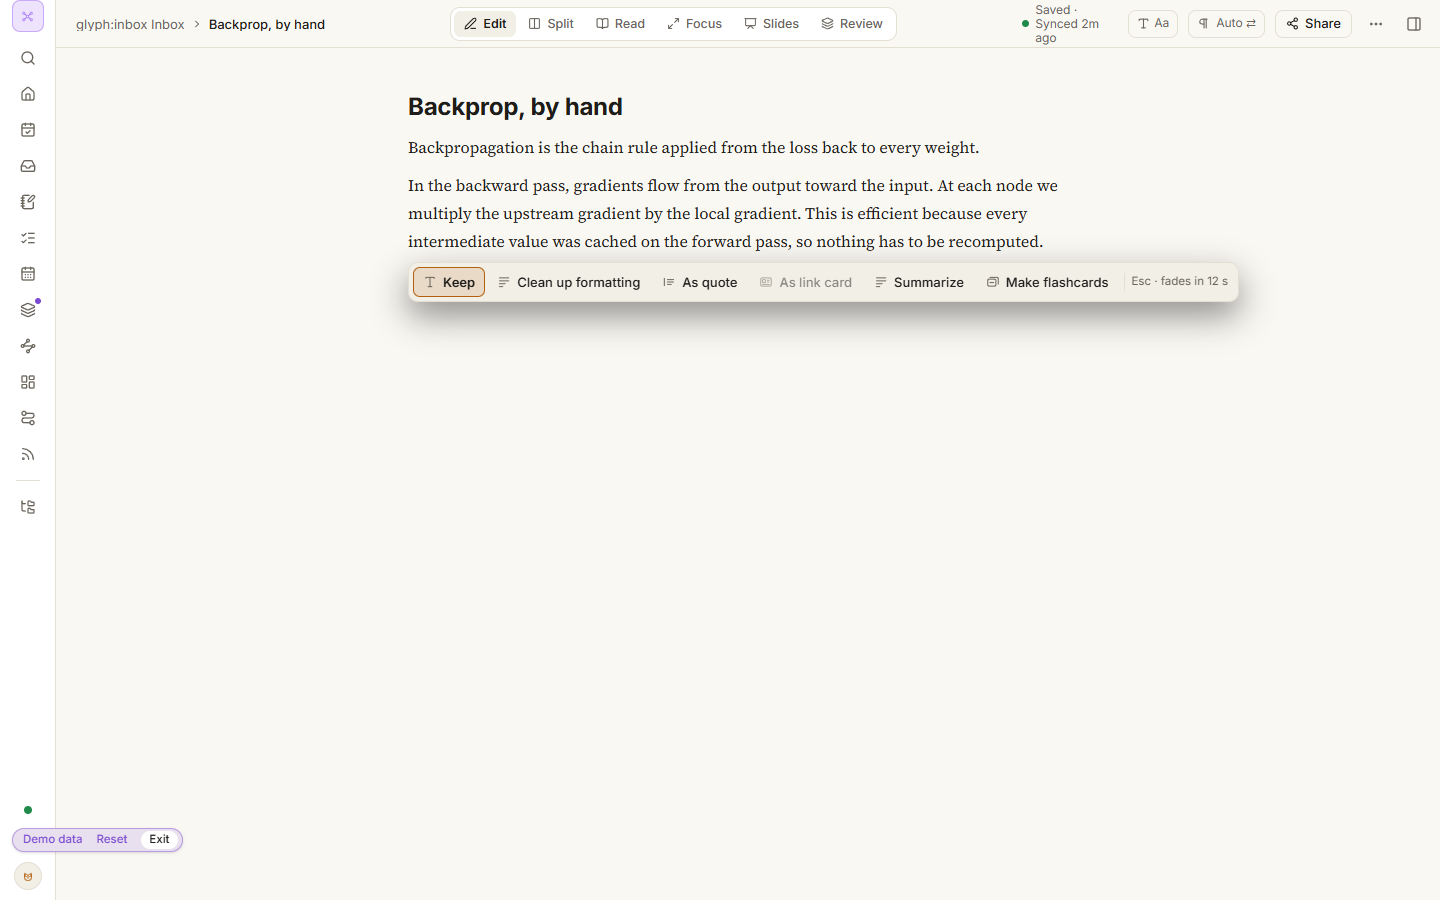 glyph:inbox Inbox > Backprop, by hand
Edit Split Read Focus Slides Review
Saved ·
Synced 2m
ago
Aa
Auto
Share
Backprop, by hand
Backpropagation is the chain rule applied from the loss back to every weight.
In the backward pass, gradients flow from the output toward the input. At each node we
multiply the upstream gradient by the local gradient. This is efficient because every
intermediate value was cached on the forward pass, so nothing has to be recomputed.
Keep Clean up formatting As quote As link card Summarize Make flashcards Esc · fades in 12 s
Demo data Reset Exit